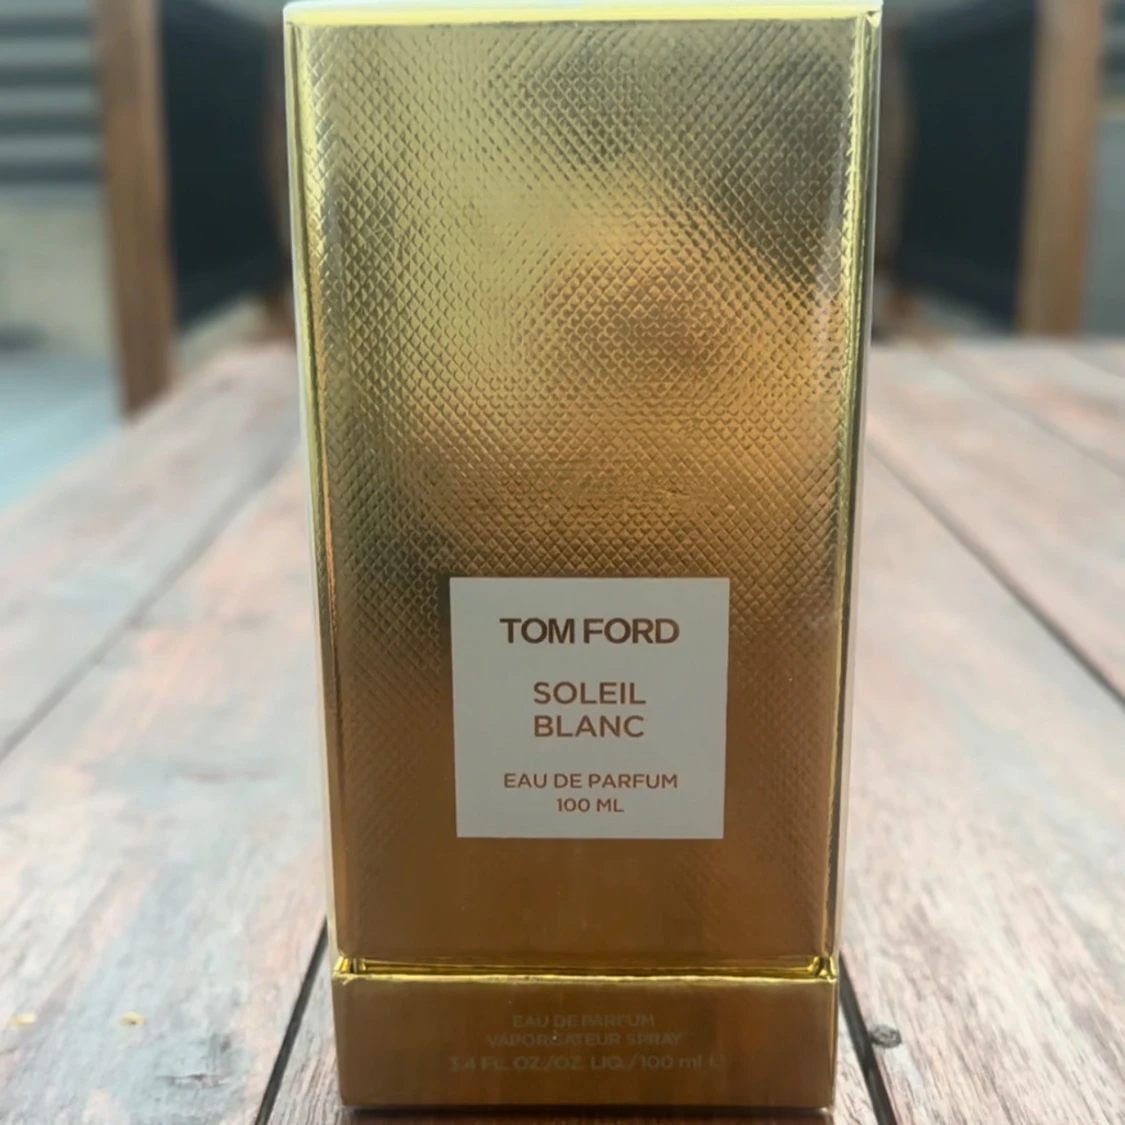 TOM FORD
SOLEIL
BLANC
EAU DE PARFUM
100 ML
EAU DE PARFUM
VAPORISATEUR SPRAY
3.4 FL. OZ./OZ. LIQ. / 100 ml e